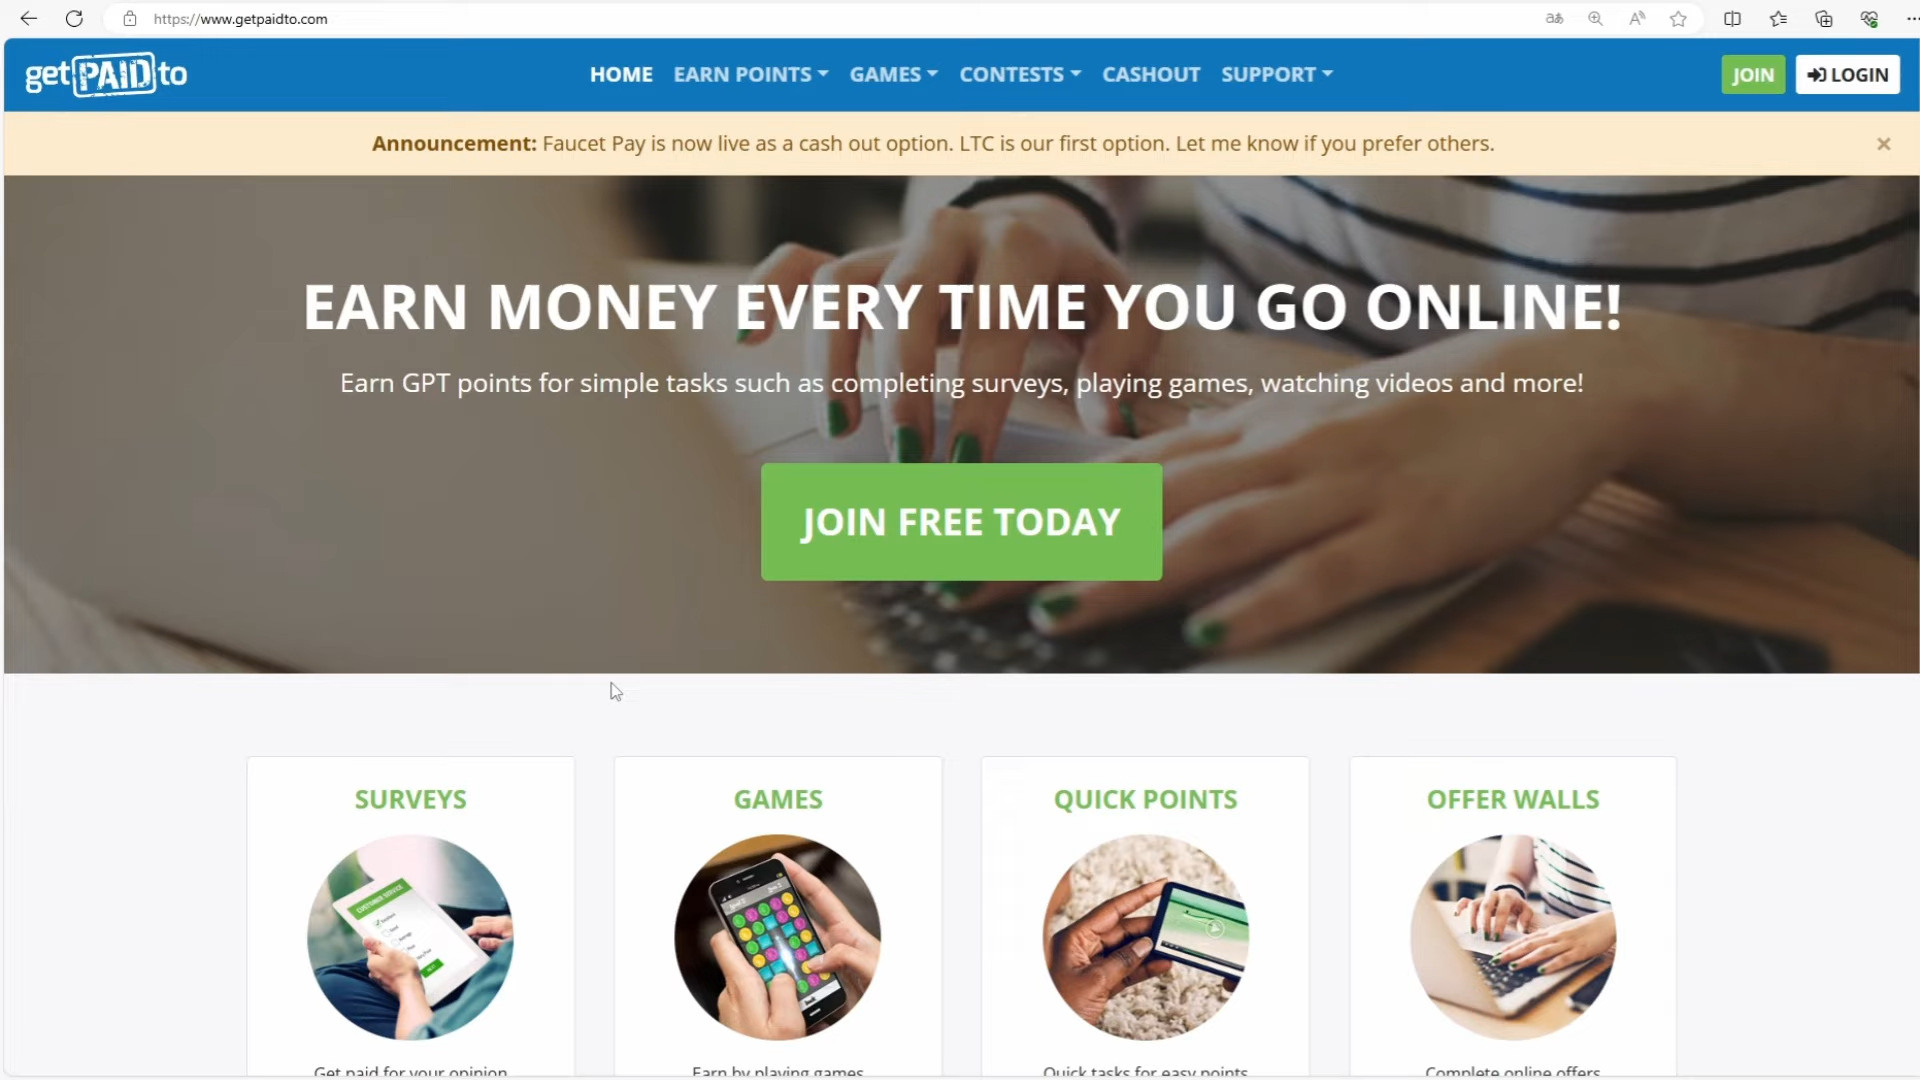 https://www.getpaidto.com
getPAIDto
HOME EARN POINTS GAMES CONTESTS CASHOUT SUPPORT
JOIN LOGIN
Announcement: Faucet Pay is now live as a cash out option. LTC is our first option. Let me know if you prefer others.
EARN MONEY EVERY TIME YOU GO ONLINE!
Earn GPT points for simple tasks such as completing surveys, playing games, watching videos and more!
JOIN FREE TODAY
SURVEYS GAMES QUICK POINTS OFFER WALLS
CUSTOMER SERVICE
Get paid for your opinion Earn by playing games Quick tasks for easy points Complete online offers